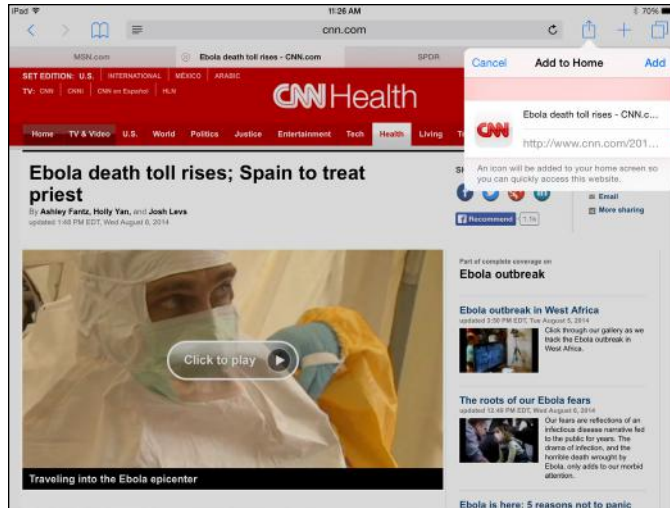 iPad
11:26 AM
70%
cnn.com
MSN.com
Ebola death toll rises - CNN.com
SPDR
Cancel
Add to Home
Add
CNN
Ebola death toll rises - CNN.c...
http://www.cnn.com/201...
An icon will be added to your home screen so
you can quickly access this website.
SET EDITION: U.S. INTERNATIONAL MÉXICO ARABIC
TV: CNN CNNI CNN en Español HLN
CNN Health
Home TV & Video U.S. World Politics Justice Entertainment Tech Health Living
Ebola death toll rises; Spain to treat
priest
By Ashley Fantz, Holly Yan, and Josh Levs
updated 1:48 PM EDT, Wed August 6, 2014
Email
More sharing
Recommend
Click to play
Traveling into the Ebola epicenter
Part of complete coverage on
Ebola outbreak
Ebola outbreak in West Africa
updated 3:50 PM EDT, Tue August 5, 2014
Click through our gallery as we
track the Ebola outbreak in
West Africa.
The roots of our Ebola fears
updated 12:48 PM EDT, Wed August 6, 2014
Our fears are reflections of an
infectious disease narrative fed
to the public for years. The
drama of infection, and the
horrible death wrought by
Ebola, only adds to our morbid
attention.
Ebola is here: 5 reasons not to panic